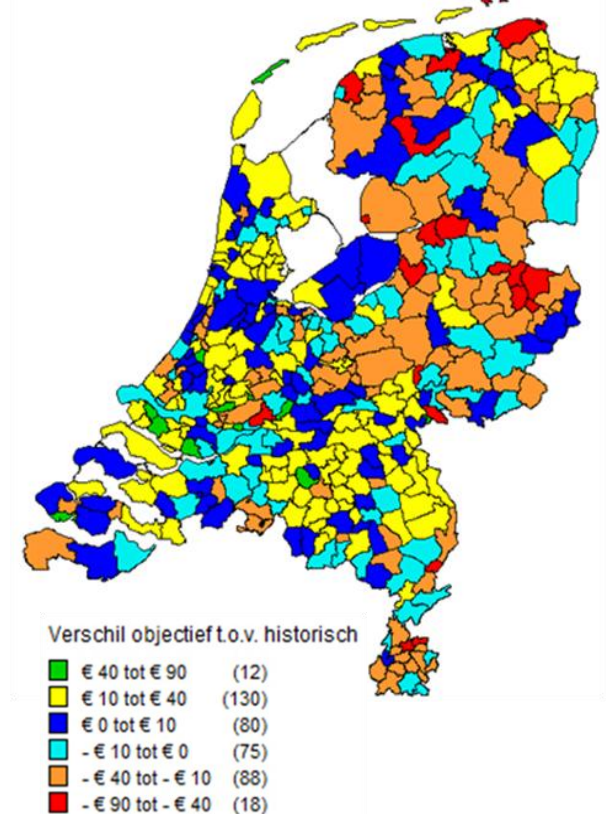 Verschil objectief t.o.v. historisch
€ 40 tot € 90 (12)
€ 10 tot € 40 (130)
€ 0 tot € 10 (80)
- € 10 tot € 0 (75)
- € 40 tot - € 10 (88)
- € 90 tot - € 40 (18)